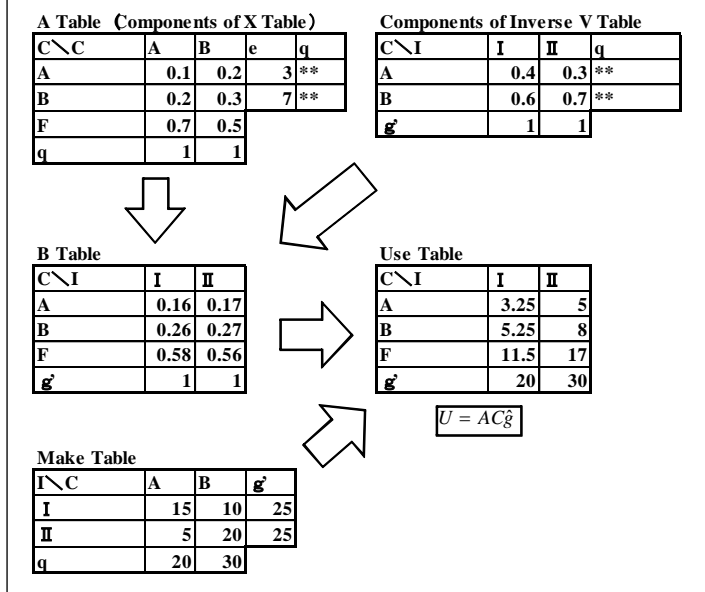 A Table （Components of X Table）
C＼C A B e q
A 0.1 0.2 3 **
B 0.2 0.3 7 **
F 0.7 0.5
q 1 1
Components of Inverse V Table
C＼I Ⅰ Ⅱ q
A 0.4 0.3 **
B 0.6 0.7 **
g’ 1 1
B Table
C＼I Ⅰ Ⅱ
A 0.16 0.17
B 0.26 0.27
F 0.58 0.56
g’ 1 1
Use Table
C＼I Ⅰ Ⅱ
A 3.25 5
B 5.25 8
F 11.5 17
g’ 20 30
U = ACĝ
Make Table
I＼C A B g’
Ⅰ 15 10 25
Ⅱ 5 20 25
q 20 30